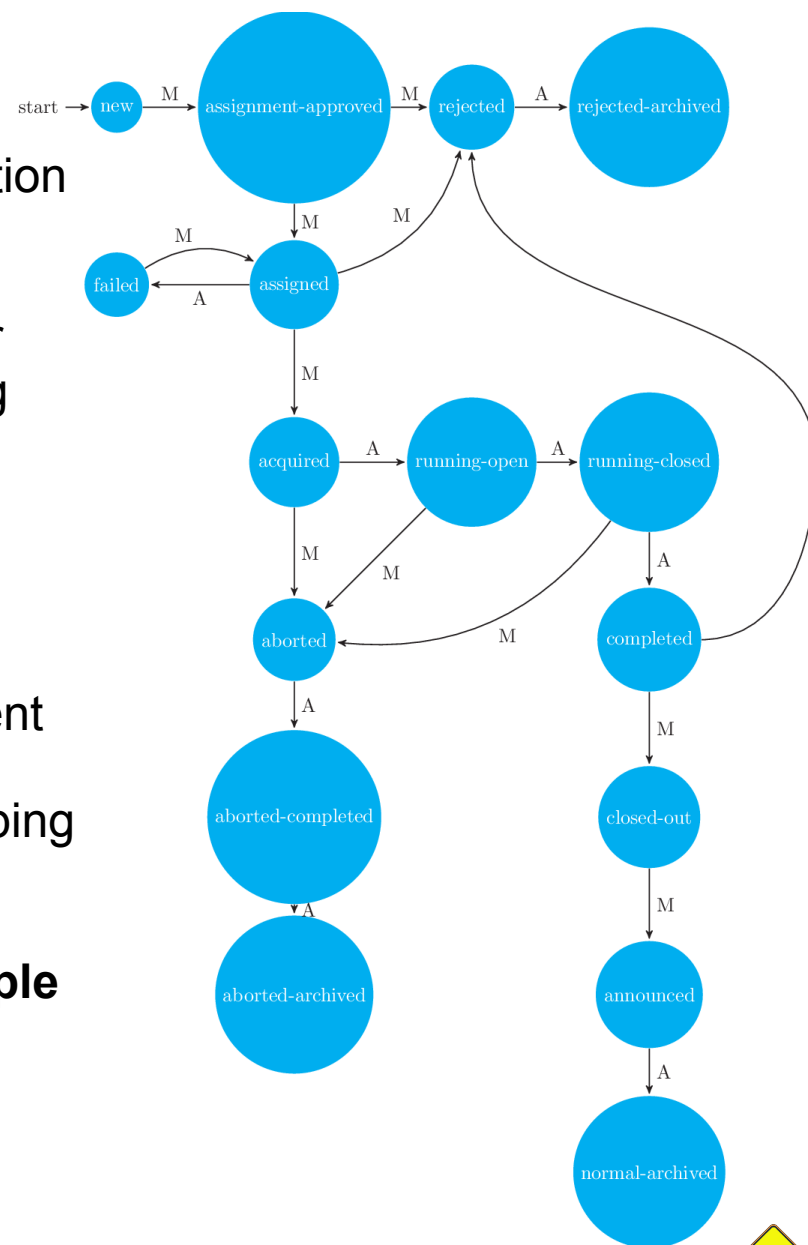 start
new
M
assignment-approved
M
rejected
A
rejected-archived
M
M
M
failed
A
assigned
M
acquired
A
running-open
A
running-closed
M
M
A
aborted
M
completed
A
M
aborted-completed
closed-out
A
M
aborted-archived
announced
A
normal-archived